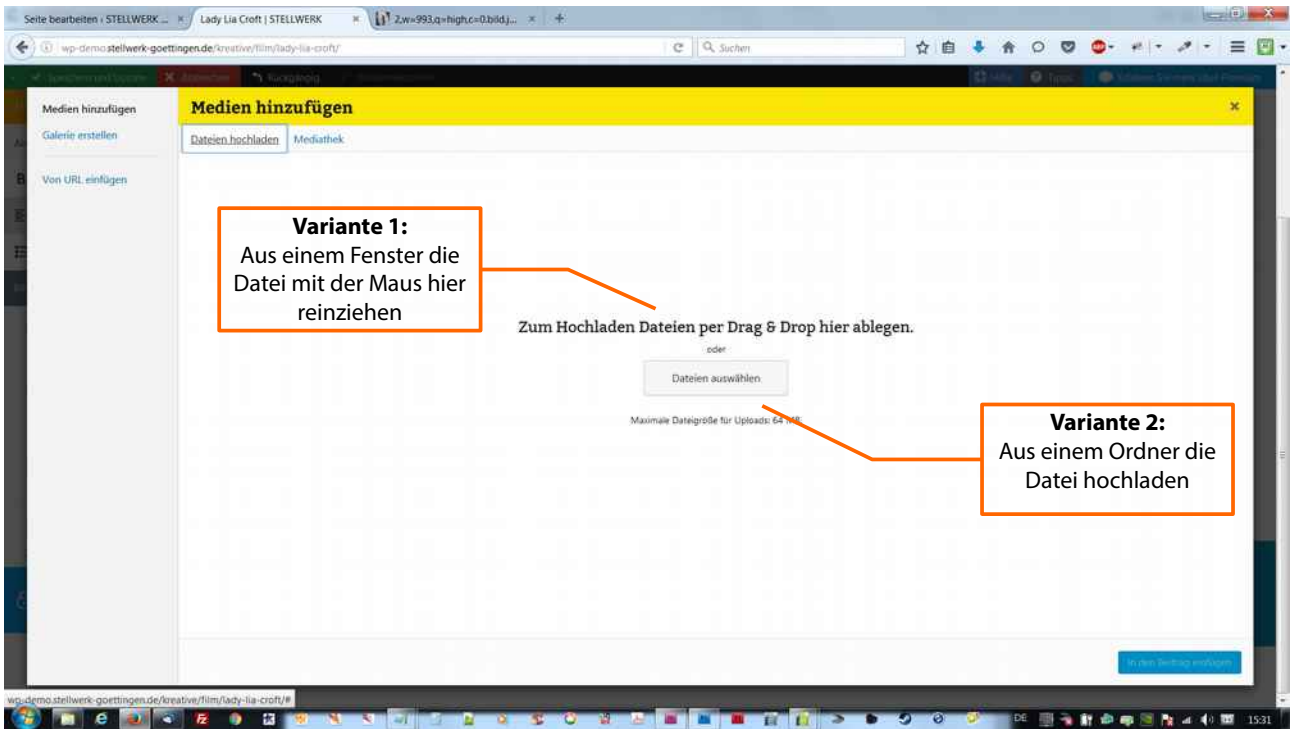 Seite bearbeiten ‹ STELLWERK ...
Lady Lia Croft | STELLWERK
2,w=993,q=high,c=0.bild.j...
wp-demo.stellwerk-goettingen.de/kreative/film/lady-lia-croft/
Suchen
Rückgängig
Medien hinzufügen
Galerie erstellen
Von URL einfügen
Medien hinzufügen
Dateien hochladen
Mediathek
Variante 1:
Aus einem Fenster die
Datei mit der Maus hier
reinziehen
Zum Hochladen Dateien per Drag & Drop hier ablegen.
oder
Dateien auswählen
Maximale Dateigröße für Uploads: 64 MB.
Variante 2:
Aus einem Ordner die
Datei hochladen
In den Beitrag einfügen
wp-demo.stellwerk-goettingen.de/kreative/film/lady-lia-croft/#
DE
15:31